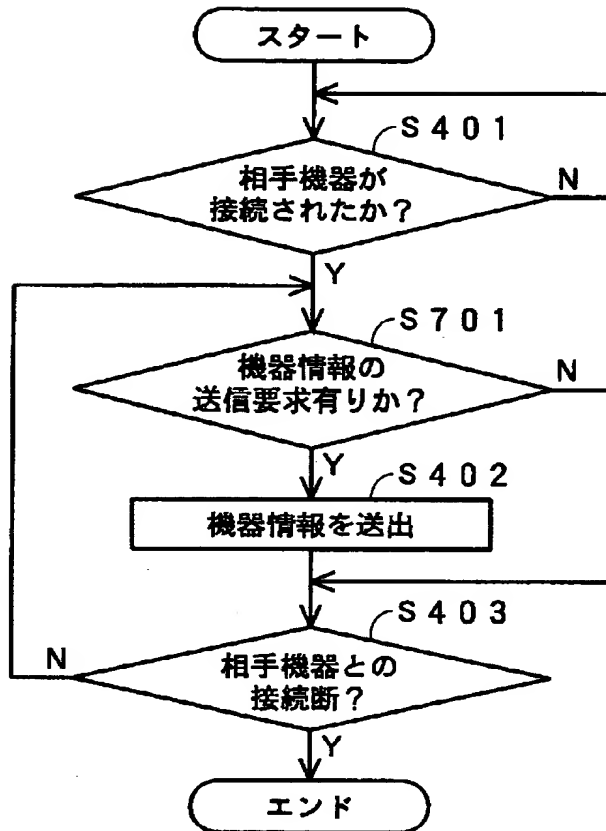 スタート
S401
相手機器が
接続されたか?
N
Y
S701
機器情報の
送信要求有りか?
N
Y
S402
機器情報を送出
S403
相手機器との
接続断?
N
Y
エンド